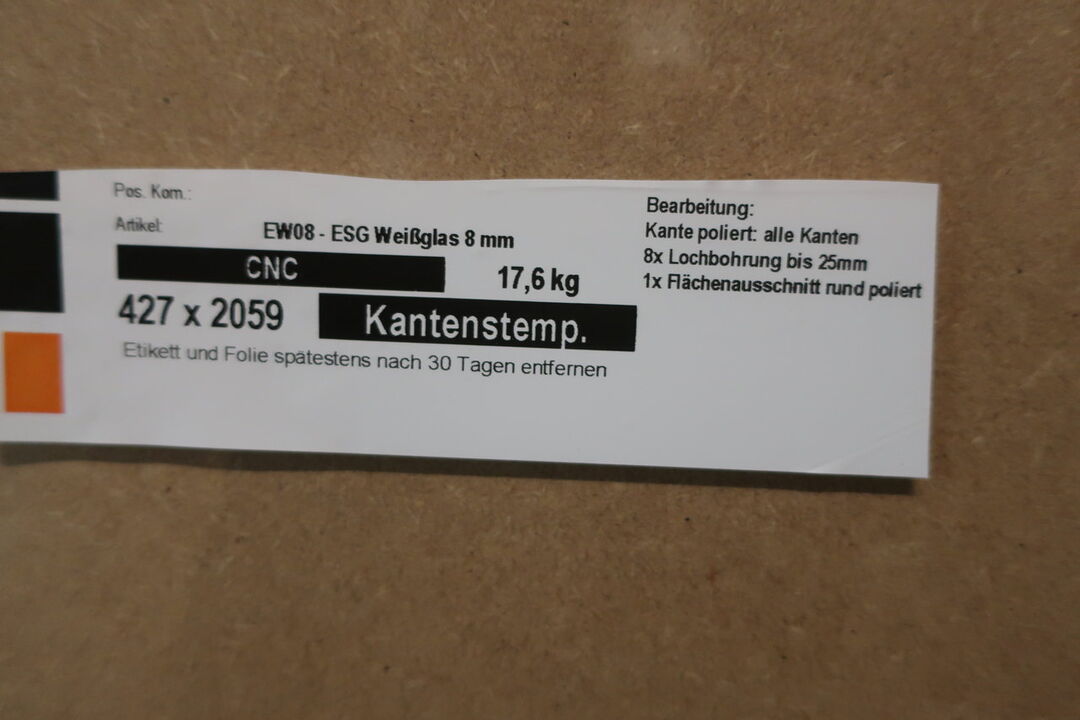 Pos. Kom.:
Artikel:
EW08 - ESG Weißglas 8 mm
CNC
17,6 kg
427 x 2059
Kantenstemp.
Etikett und Folie spätestens nach 30 Tagen entfernen
Bearbeitung:
Kante poliert: alle Kanten
8x Lochbohrung bis 25mm
1x Flächenausschnitt rund poliert